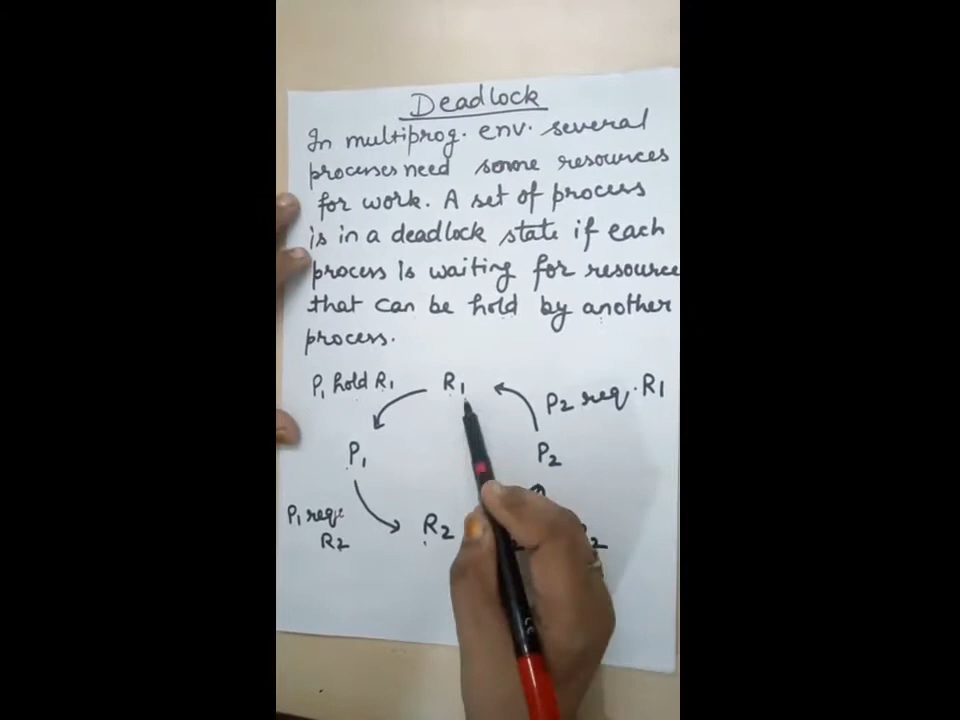 Deadlock
In multiprog. env. several
processes need some resources
for work. A set of process
is in a deadlock state if each
process is waiting for resource
that can be hold by another
process.
P1 hold R1
R1
P2 req. R1
P1
P2
P1 req.
R2
R2